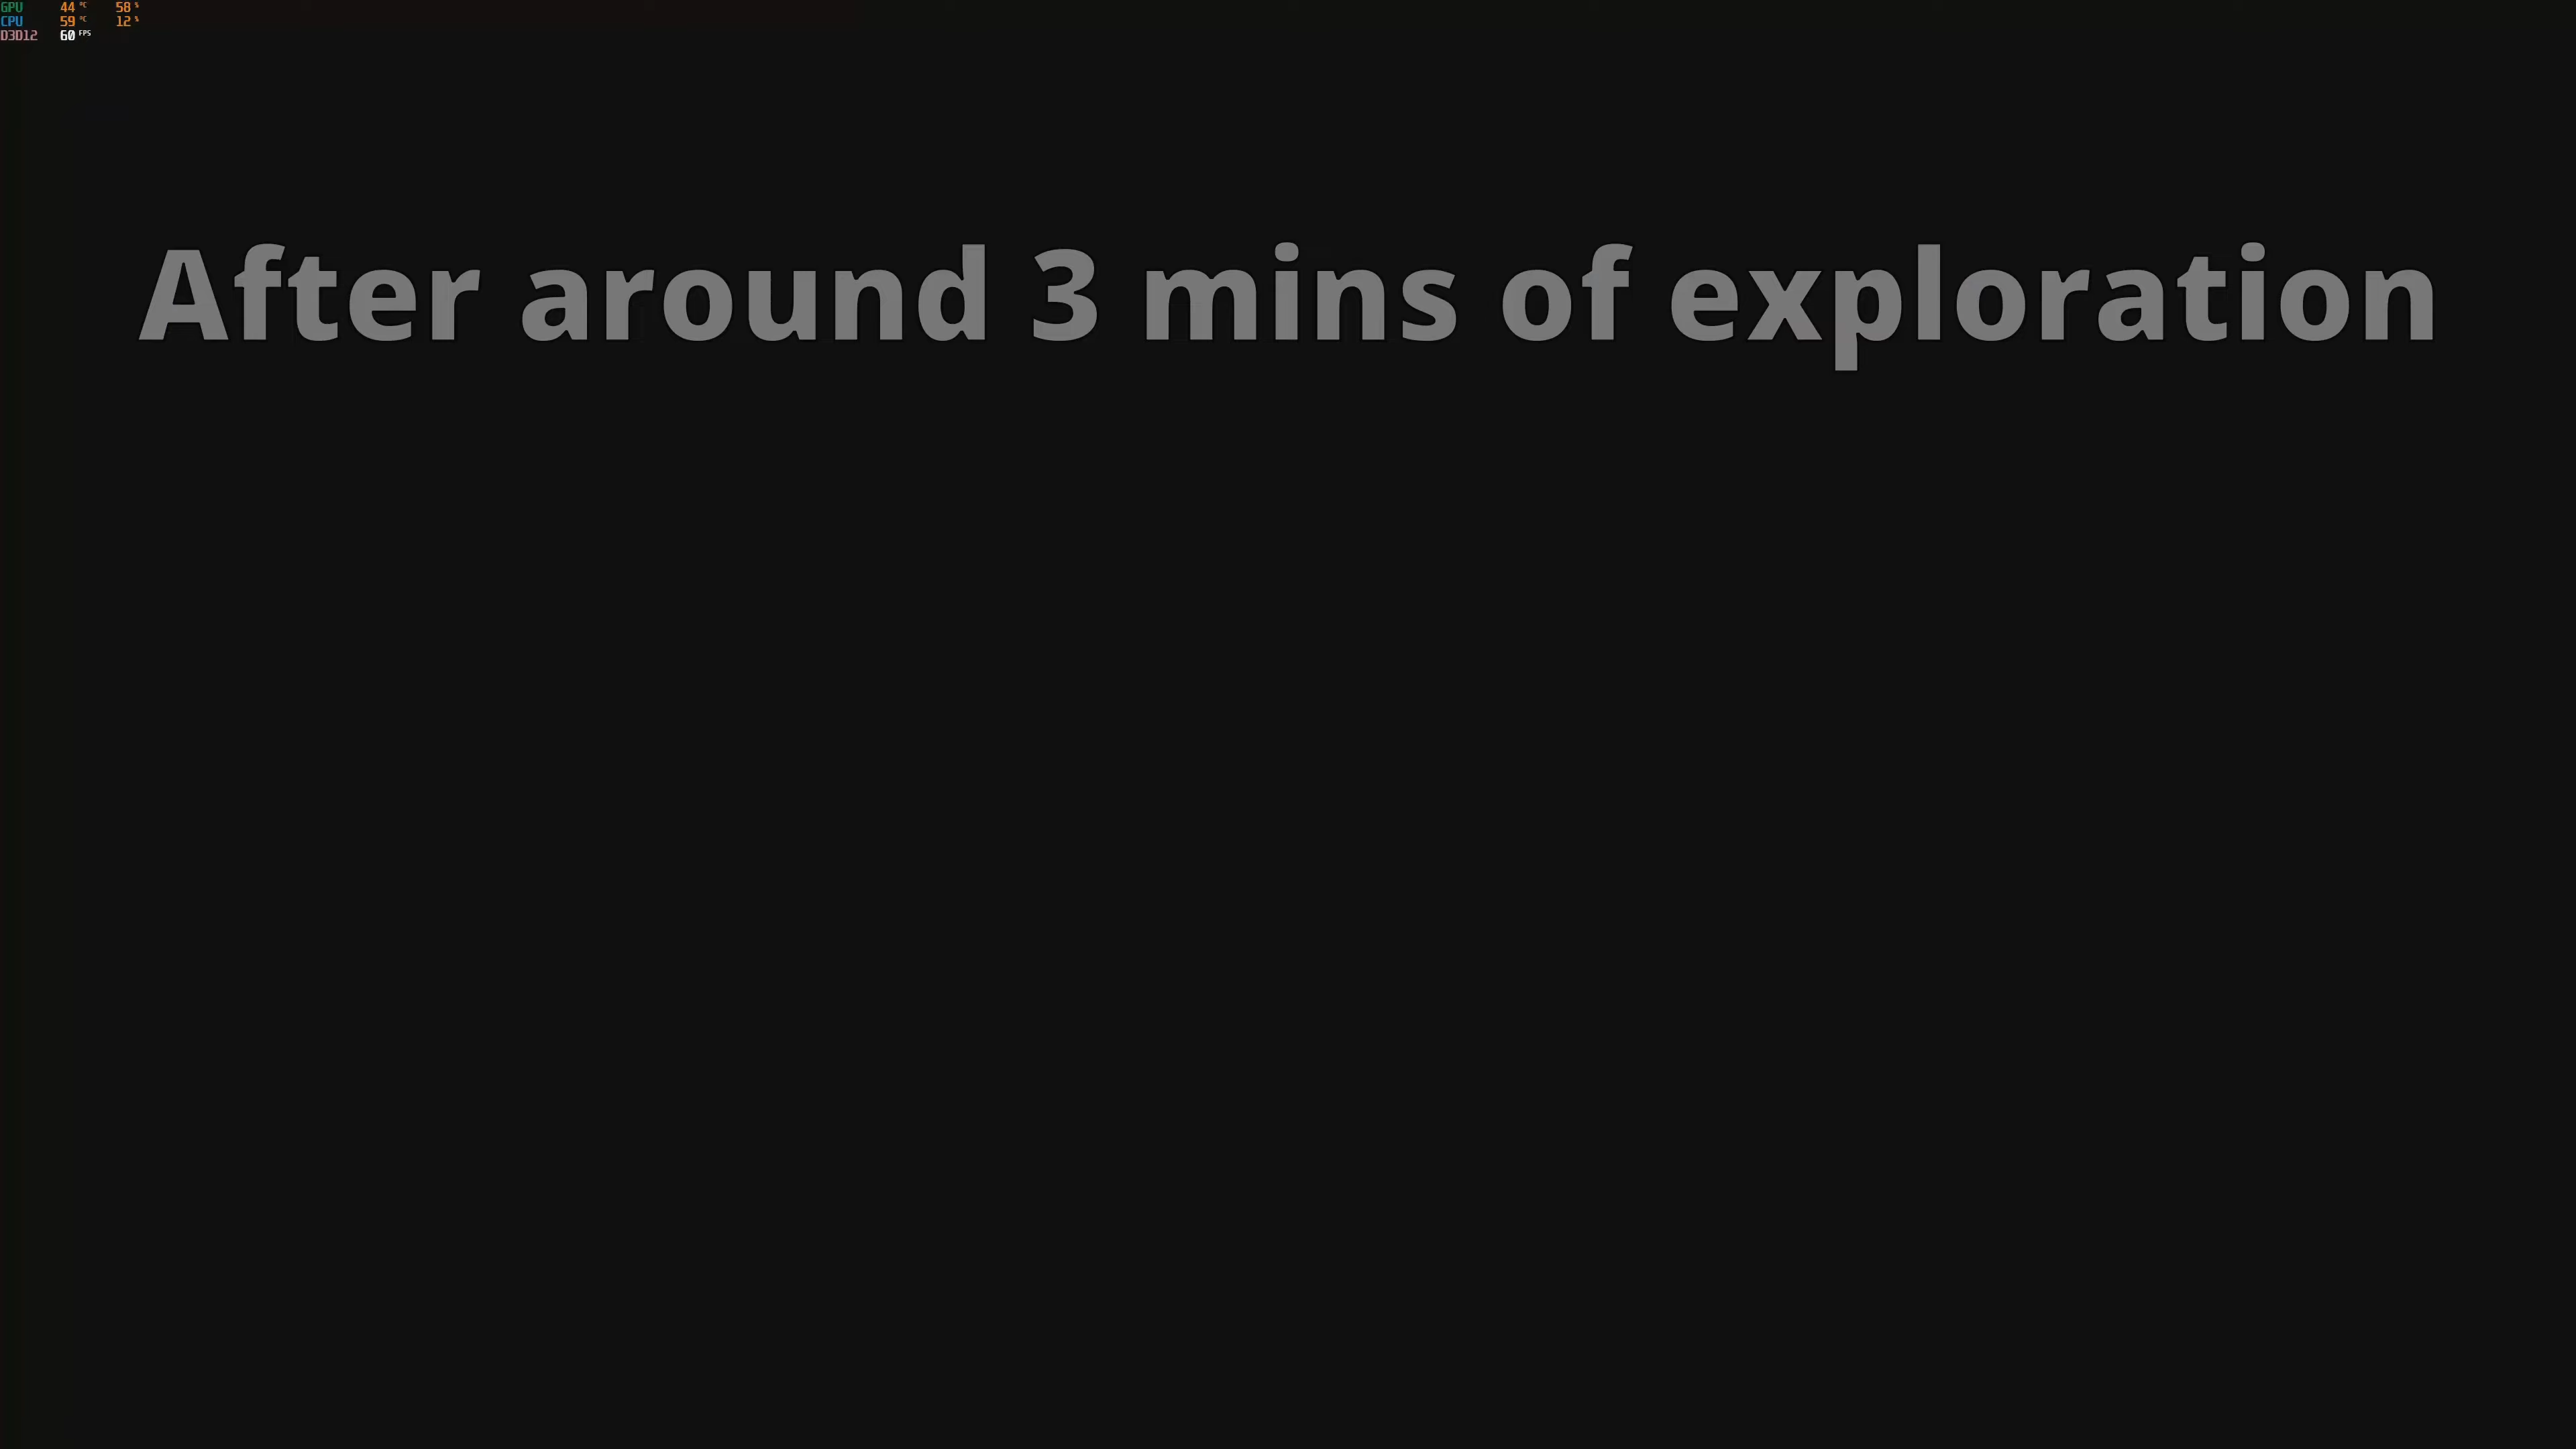 GPU 44 °C 58 %
CPU 59 °C 12 %
D3D12 60 FPS
After around 3 mins of exploration